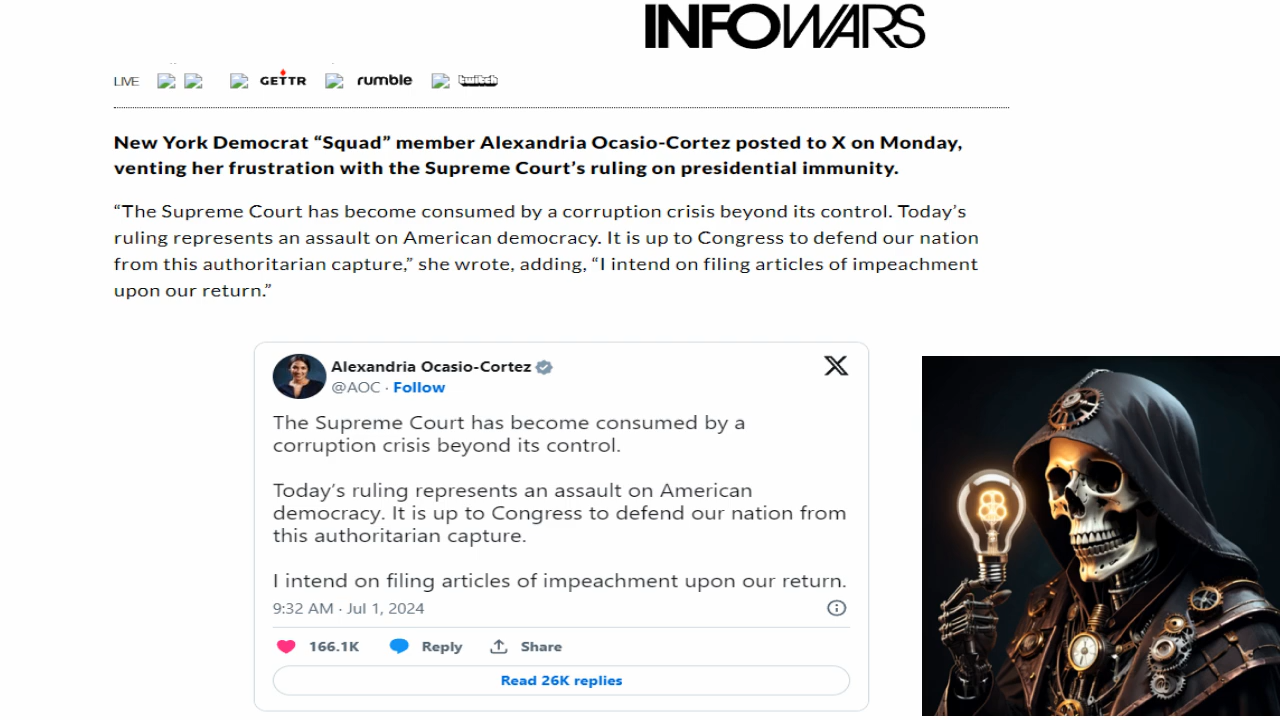 INFOWARS
LIVE GETTR rumble twitch
New York Democrat “Squad” member Alexandria Ocasio-Cortez posted to X on Monday,
venting her frustration with the Supreme Court’s ruling on presidential immunity.
“The Supreme Court has become consumed by a corruption crisis beyond its control. Today’s
ruling represents an assault on American democracy. It is up to Congress to defend our nation
from this authoritarian capture,” she wrote, adding, “I intend on filing articles of impeachment
upon our return.”
Alexandria Ocasio-Cortez
@AOC · Follow
The Supreme Court has become consumed by a
corruption crisis beyond its control.
Today’s ruling represents an assault on American
democracy. It is up to Congress to defend our nation from
this authoritarian capture.
I intend on filing articles of impeachment upon our return.
9:32 AM · Jul 1, 2024
166.1K Reply Share
Read 26K replies